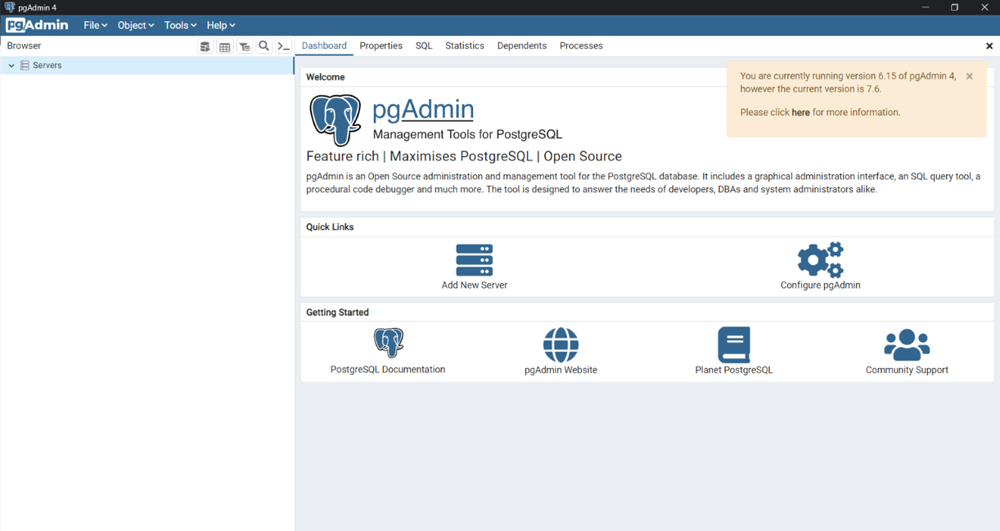 pgAdmin 4
pgAdmin File Object Tools Help
Browser
Dashboard Properties SQL Statistics Dependents Processes
Servers
Welcome
You are currently running version 6.15 of pgAdmin 4,
however the current version is 7.6.
Please click here for more information.
pgAdmin
Management Tools for PostgreSQL
Feature rich | Maximises PostgreSQL | Open Source
pgAdmin is an Open Source administration and management tool for the PostgreSQL database. It includes a graphical administration interface, an SQL query tool, a
procedural code debugger and much more. The tool is designed to answer the needs of developers, DBAs and system administrators alike.
Quick Links
Add New Server
Configure pgAdmin
Getting Started
PostgreSQL Documentation
pgAdmin Website
Planet PostgreSQL
Community Support